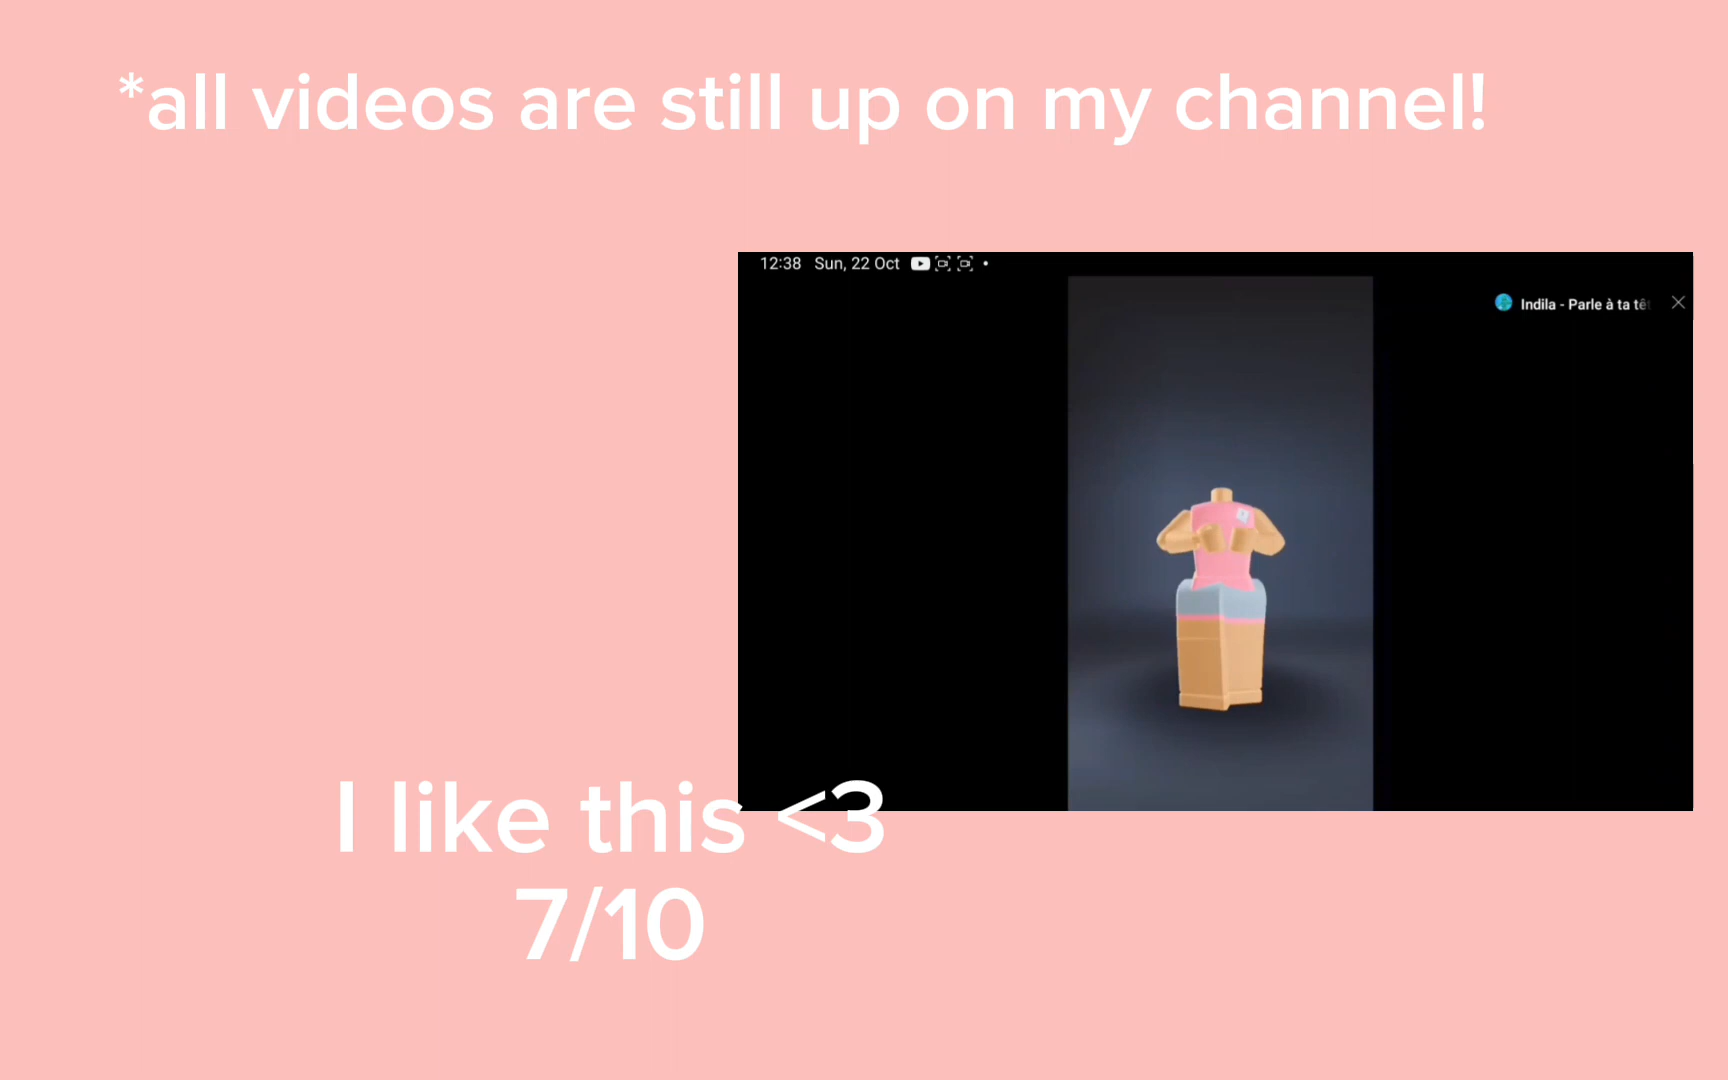 *all videos are still up on my channel!
12:38 Sun, 22 Oct
Indila - Parle à ta têt
I like this <3
7/10